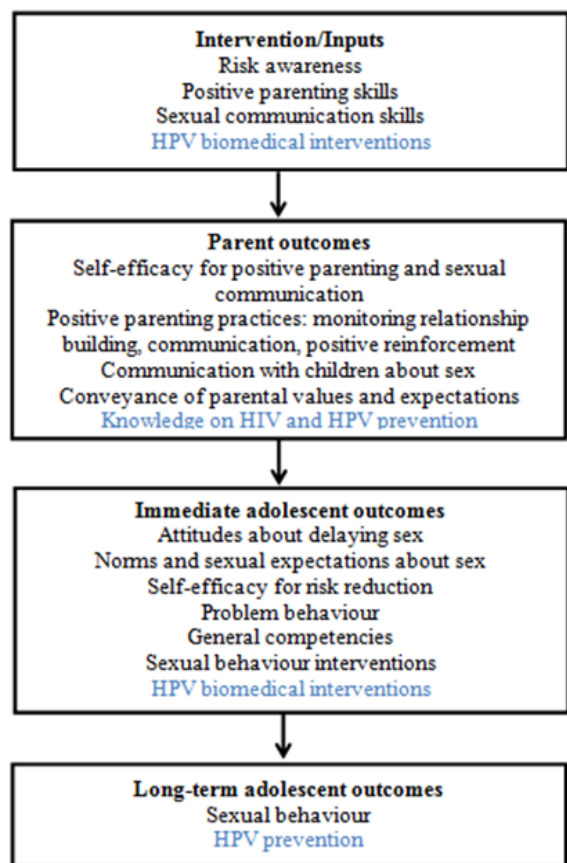 Intervention/Inputs
Risk awareness
Positive parenting skills
Sexual communication skills
HPV biomedical interventions
Parent outcomes
Self-efficacy for positive parenting and sexual
communication
Positive parenting practices: monitoring relationship
building, communication, positive reinforcement
Communication with children about sex
Conveyance of parental values and expectations
Knowledge on HIV and HPV prevention
Immediate adolescent outcomes
Attitudes about delaying sex
Norms and sexual expectations about sex
Self-efficacy for risk reduction
Problem behaviour
General competencies
Sexual behaviour interventions
HPV biomedical interventions
Long-term adolescent outcomes
Sexual behaviour
HPV prevention